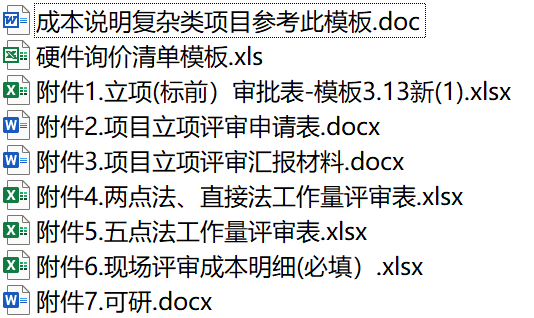 成本说明复杂类项目参考此模板.doc
硬件询价清单模板.xls
附件1.立项(标前）审批表-模板3.13新(1).xlsx
附件2.项目立项评审申请表.docx
附件3.项目立项评审汇报材料.docx
附件4.两点法、直接法工作量评审表.xlsx
附件5.五点法工作量评审表.xlsx
附件6.现场评审成本明细(必填）.xlsx
附件7.可研.docx